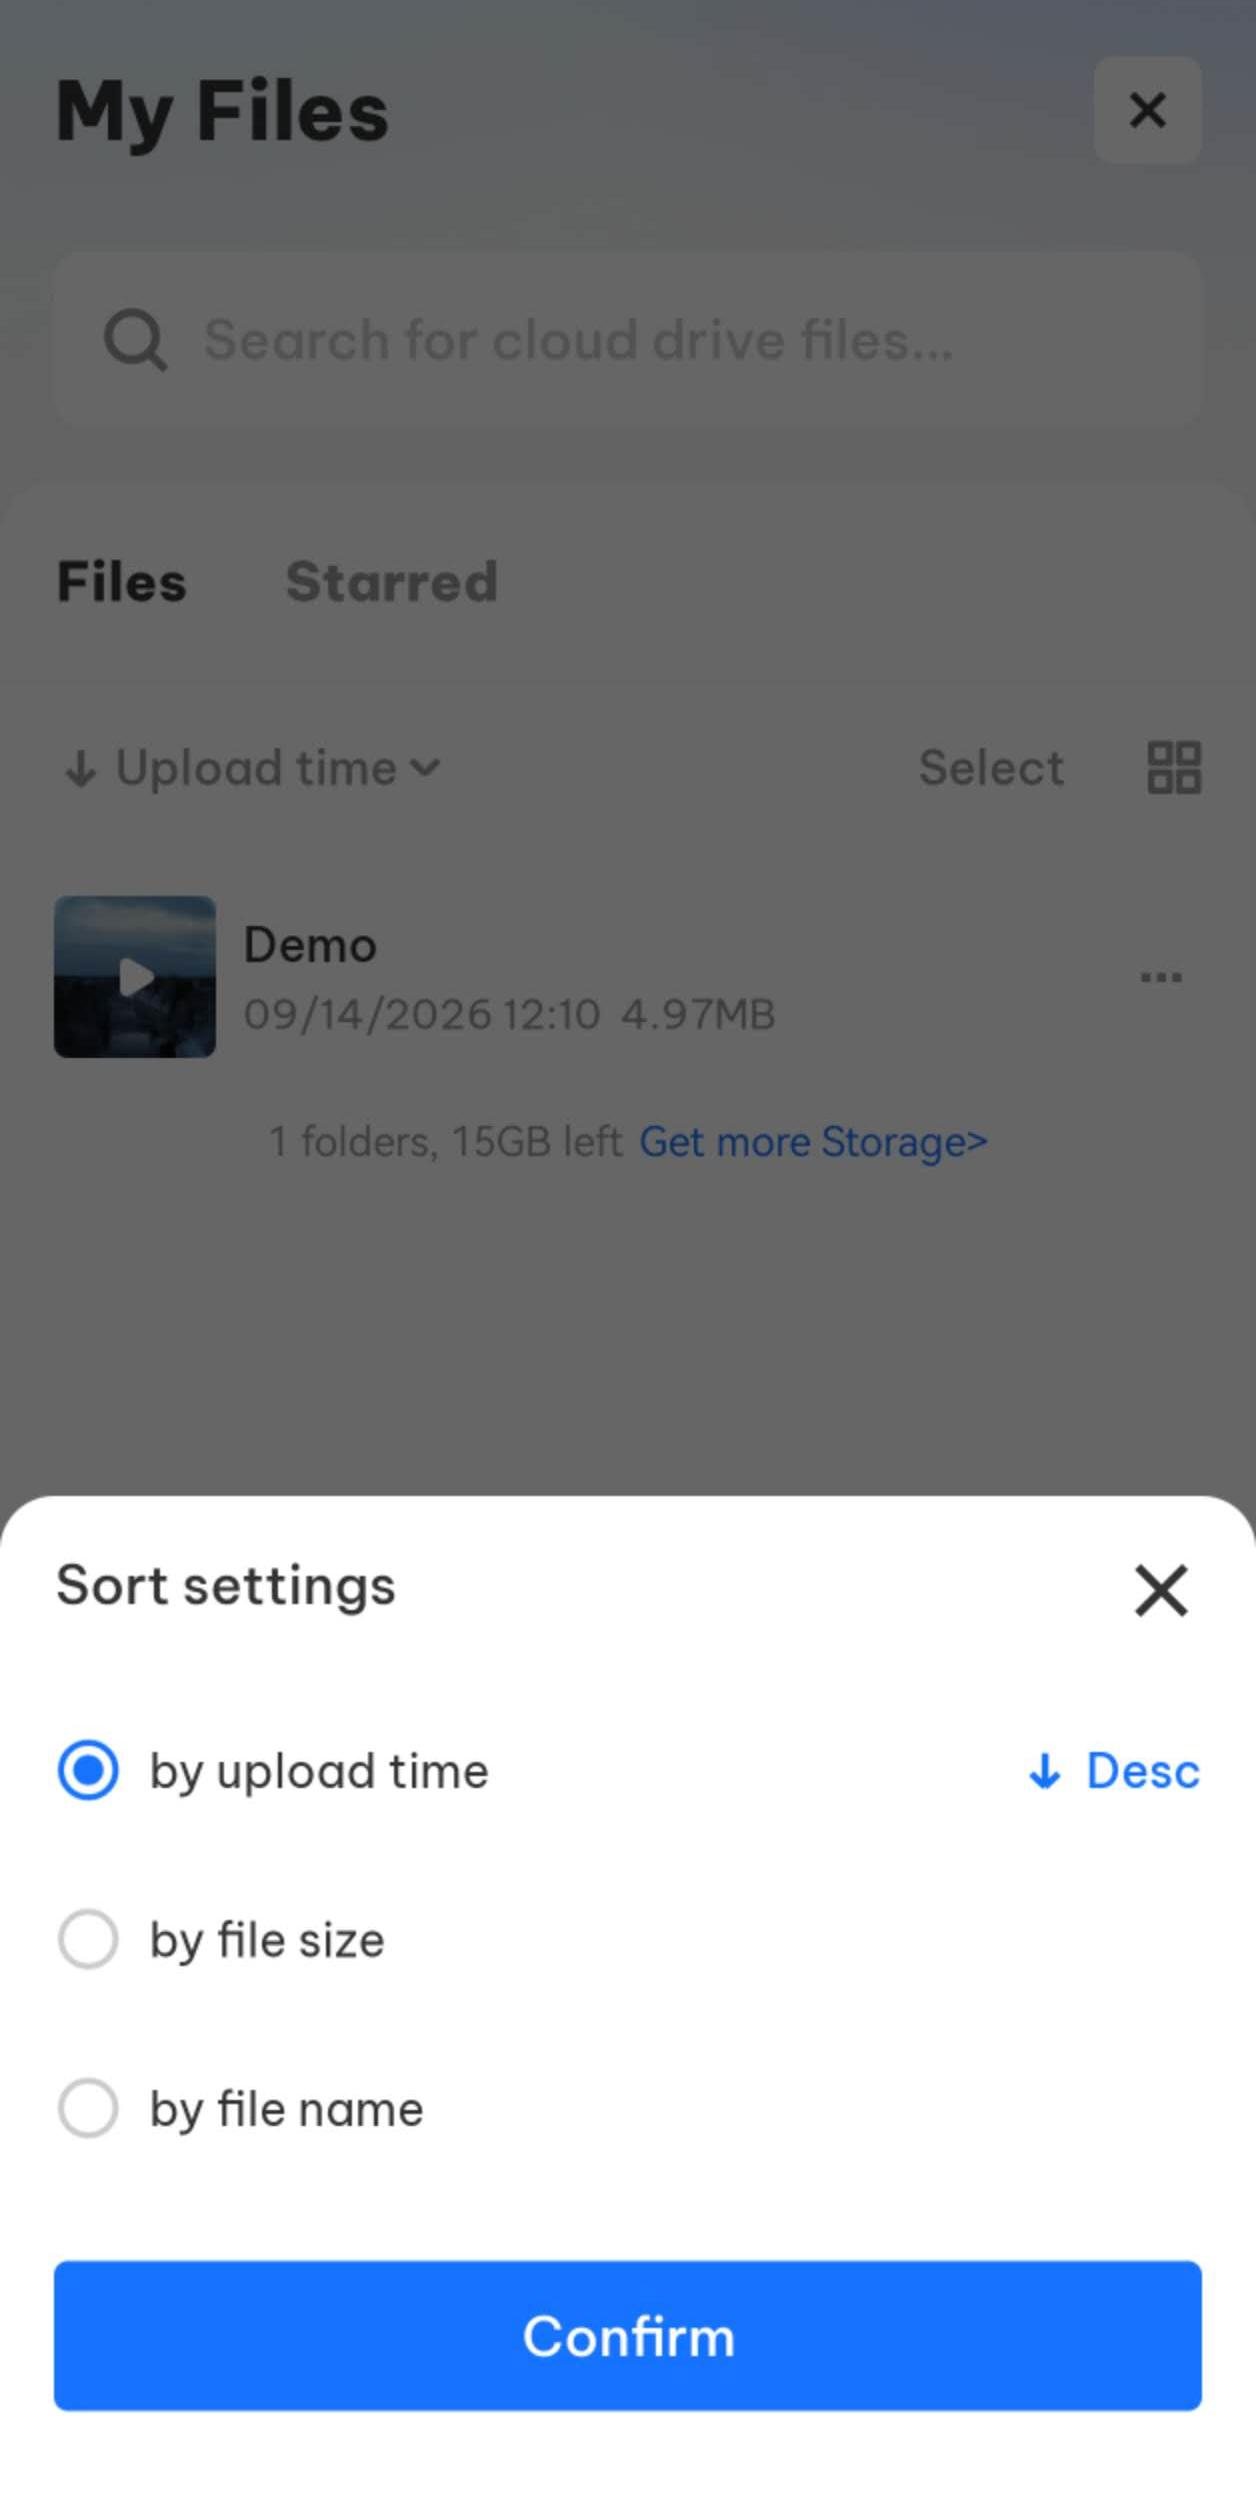 My Files
Search for cloud drive files...
Files Starred
Upload time Select
Demo
09/14/2026 12:10 4.97MB
1 folders, 15GB left Get more Storage>
Sort settings
by upload time Desc
by file size
by file name
Confirm